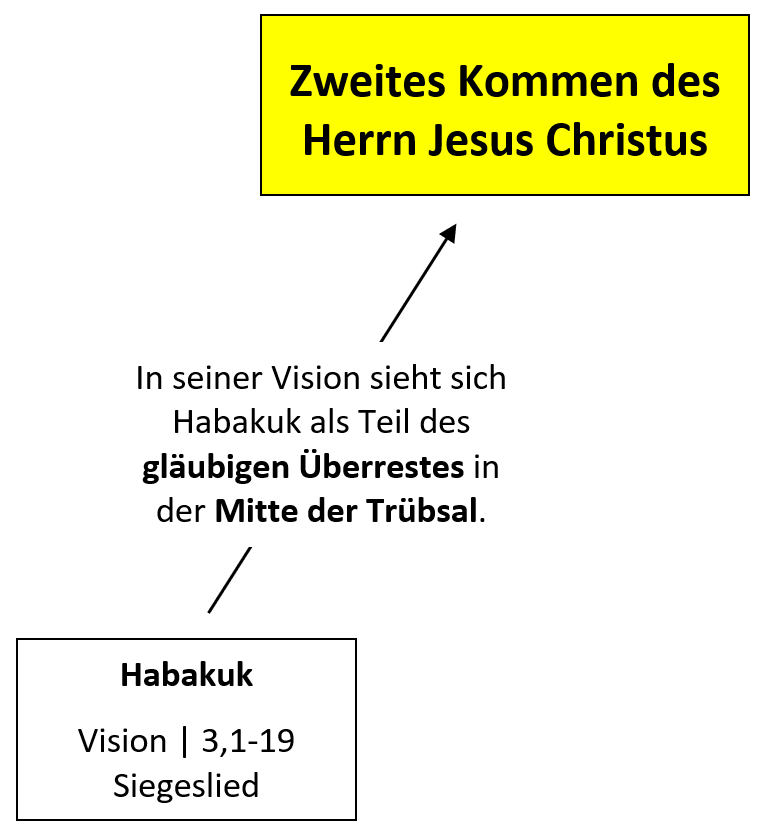 Zweites Kommen des
Herrn Jesus Christus
In seiner Vision sieht sich
Habakuk als Teil des
gläubigen Überrestes in
der Mitte der Trübsal.
Habakuk
Vision | 3,1-19
Siegeslied